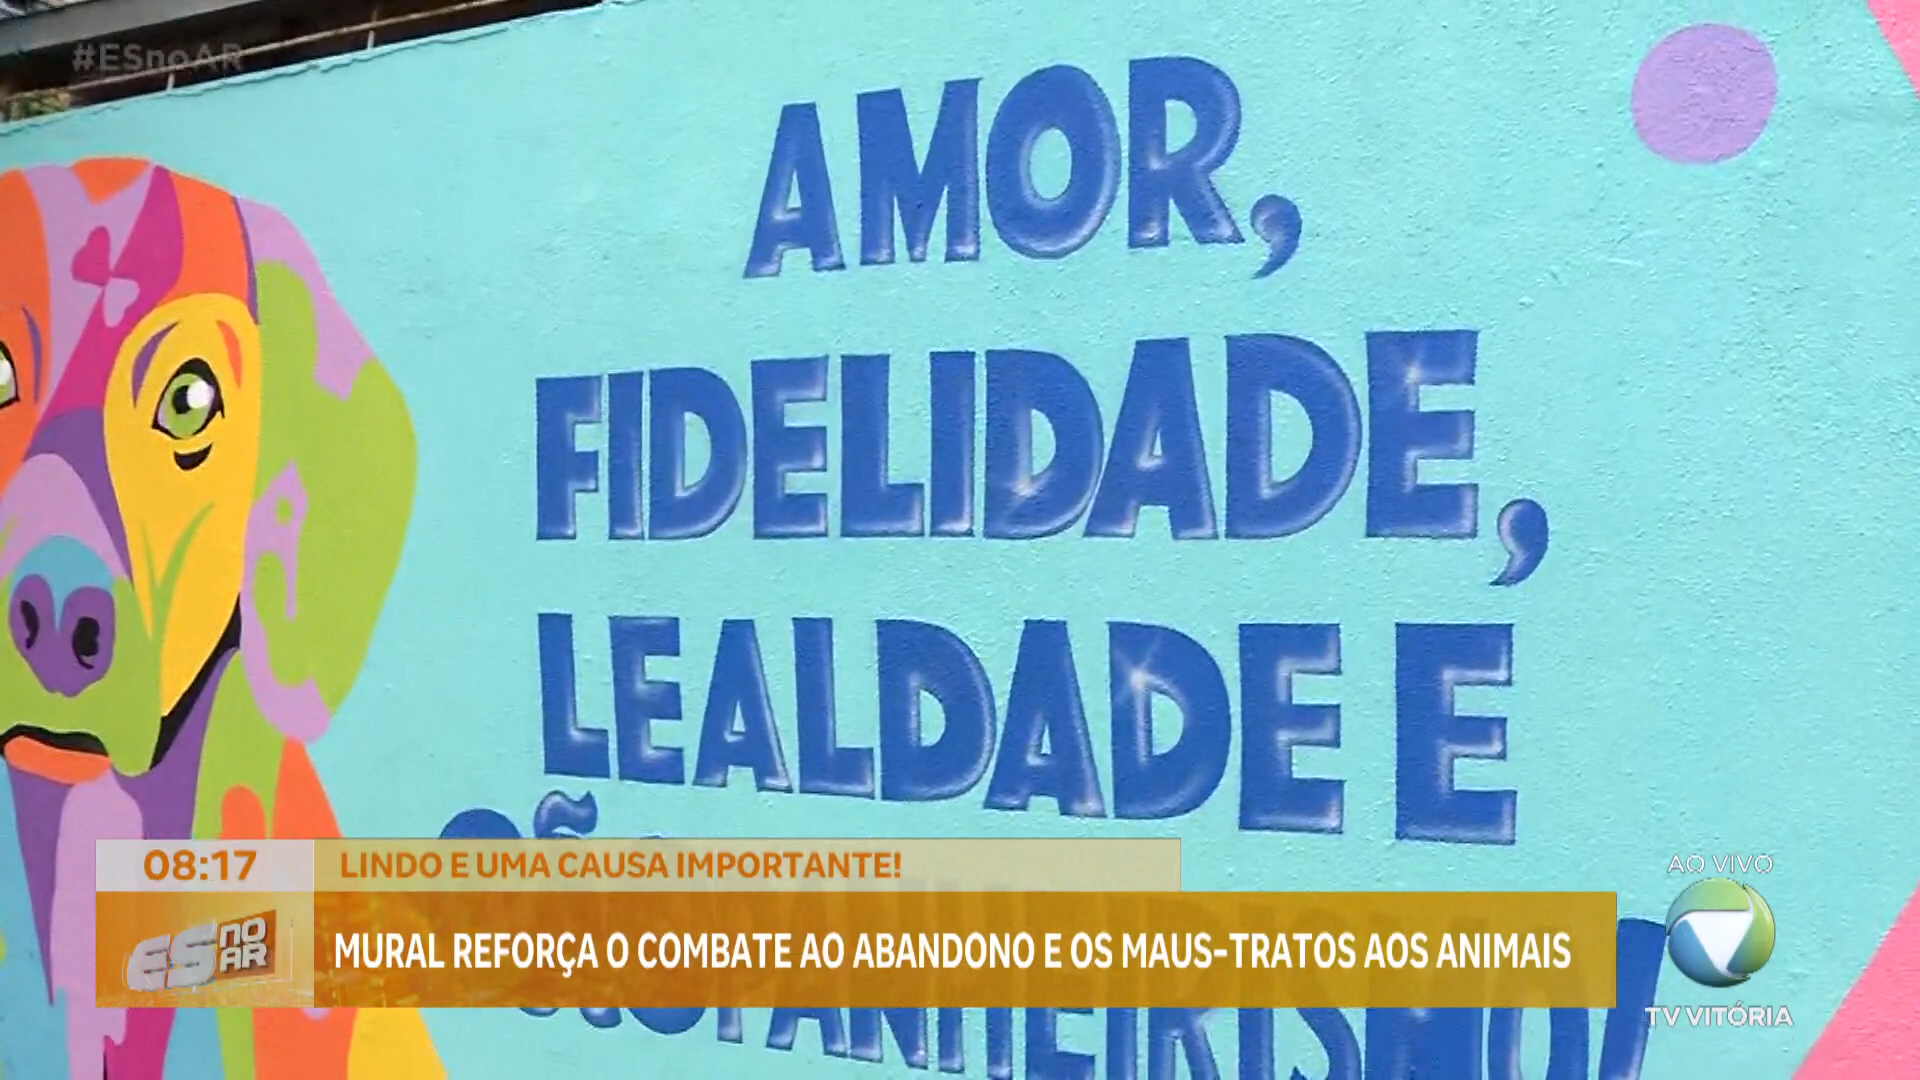 #ESnoAR
AMOR,
FIDELIDADE,
LEALDADE E
08:17
LINDO E UMA CAUSA IMPORTANTE!
ES NO AR
MURAL REFORÇA O COMBATE AO ABANDONO E OS MAUS-TRATOS AOS ANIMAIS
AO VIVO
TV VITÓRIA